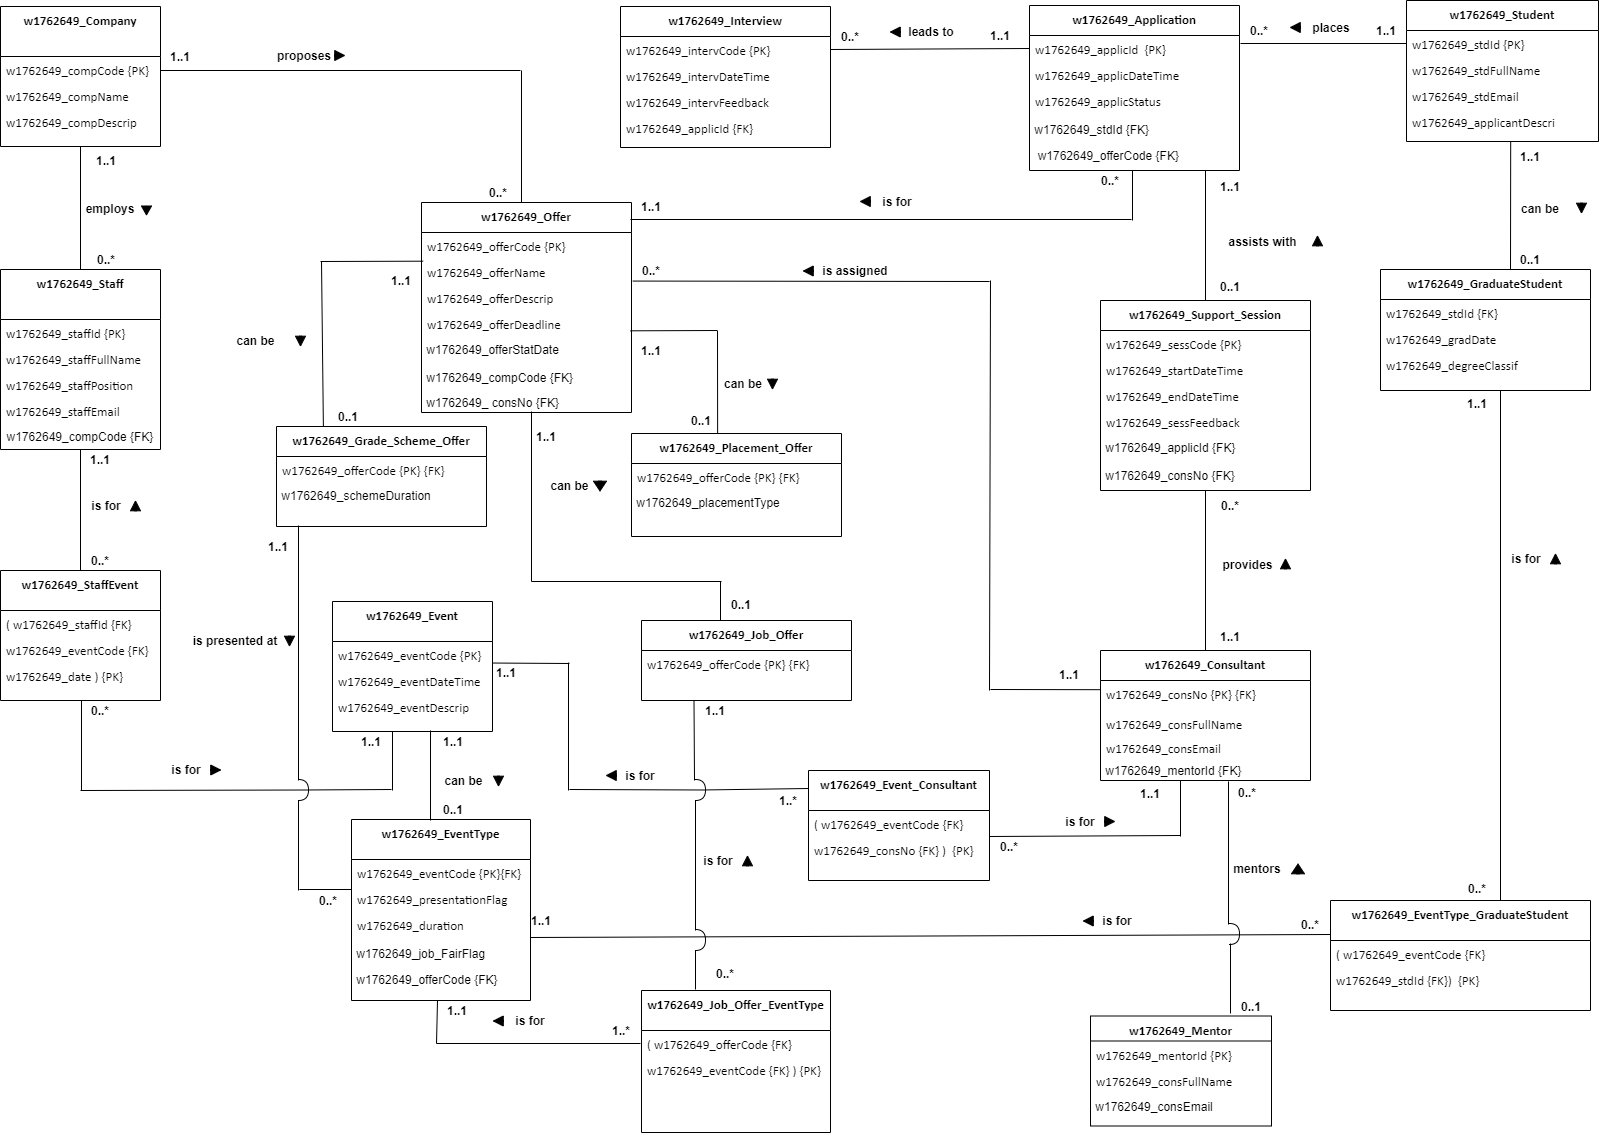 w1762649_Company
w1762649_compCode {PK}
w1762649_compName
w1762649_compDescrip
1..1
proposes
0..*
w1762649_Interview
w1762649_intervCode {PK}
w1762649_intervDateTime
w1762649_intervFeedback
w1762649_applicId {FK}
0..*
leads to
1..1
w1762649_Application
w1762649_applicId {PK}
w1762649_applicDateTime
w1762649_applicStatus
w1762649_stdId {FK}
w1762649_offerCode {FK}
0..*
places
1..1
w1762649_Student
w1762649_stdId {PK}
w1762649_stdFullName
w1762649_stdEmail
w1762649_applicantDescri
1..1
employs
0..*
0..*
is for
1..1
1..1
assists with
0..1
1..1
can be
0..1
w1762649_Staff
w1762649_staffId {PK}
w1762649_staffFullName
w1762649_staffPosition
w1762649_staffEmail
w1762649_compCode {FK}
w1762649_Offer
w1762649_offerCode {PK}
w1762649_offerName
w1762649_offerDescrip
w1762649_offerDeadline
w1762649_offerStatDate
w1762649_compCode {FK}
w1762649_ consNo {FK}
0..*
is assigned
1..1
can be
0..1
1..1
can be
0..1
w1762649_Support_Session
w1762649_sessCode {PK}
w1762649_startDateTime
w1762649_endDateTime
w1762649_sessFeedback
w1762649_applicId {FK}
w1762649_consNo {FK}
w1762649_GraduateStudent
w1762649_stdId {FK}
w1762649_gradDate
w1762649_degreeClassif
1..1
is for
0..*
w1762649_Grade_Scheme_Offer
w1762649_offerCode {PK} {FK}
w1762649_schemeDuration
1..1
can be
0..1
w1762649_Placement_Offer
w1762649_offerCode {PK} {FK}
w1762649_placementType
0..*
provides
1..1
1..1
is for
0..*
1..1
is presented at
0..*
w1762649_StaffEvent
( w1762649_staffId {FK}
w1762649_eventCode {FK}
w1762649_date ) {PK}
0..*
is for
1..1
w1762649_Event
w1762649_eventCode {PK}
w1762649_eventDateTime
w1762649_eventDescrip
1..1
1..1
can be
0..1
w1762649_Job_Offer
w1762649_offerCode {PK} {FK}
1..1
is for
0..*
1..1
w1762649_Consultant
w1762649_consNo {PK} {FK}
w1762649_consFullName
w1762649_consEmail
w1762649_mentorId {FK}
is for
1..*
w1762649_Event_Consultant
( w1762649_eventCode {FK}
w1762649_consNo {FK} ) {PK}
0..*
is for
1..1
0..*
mentors
0..1
w1762649_EventType
w1762649_eventCode {PK}{FK}
w1762649_presentationFlag
w1762649_duration
w1762649_job_FairFlag
w1762649_offerCode {FK}
1..1
is for
0..*
w1762649_EventType_GraduateStudent
( w1762649_eventCode {FK}
w1762649_stdId {FK}) {PK}
1..1
is for
1..*
w1762649_Job_Offer_EventType
( w1762649_offerCode {FK}
w1762649_eventCode {FK} ) {PK}
w1762649_Mentor
w1762649_mentorId {PK}
w1762649_consFullName
w1762649_consEmail